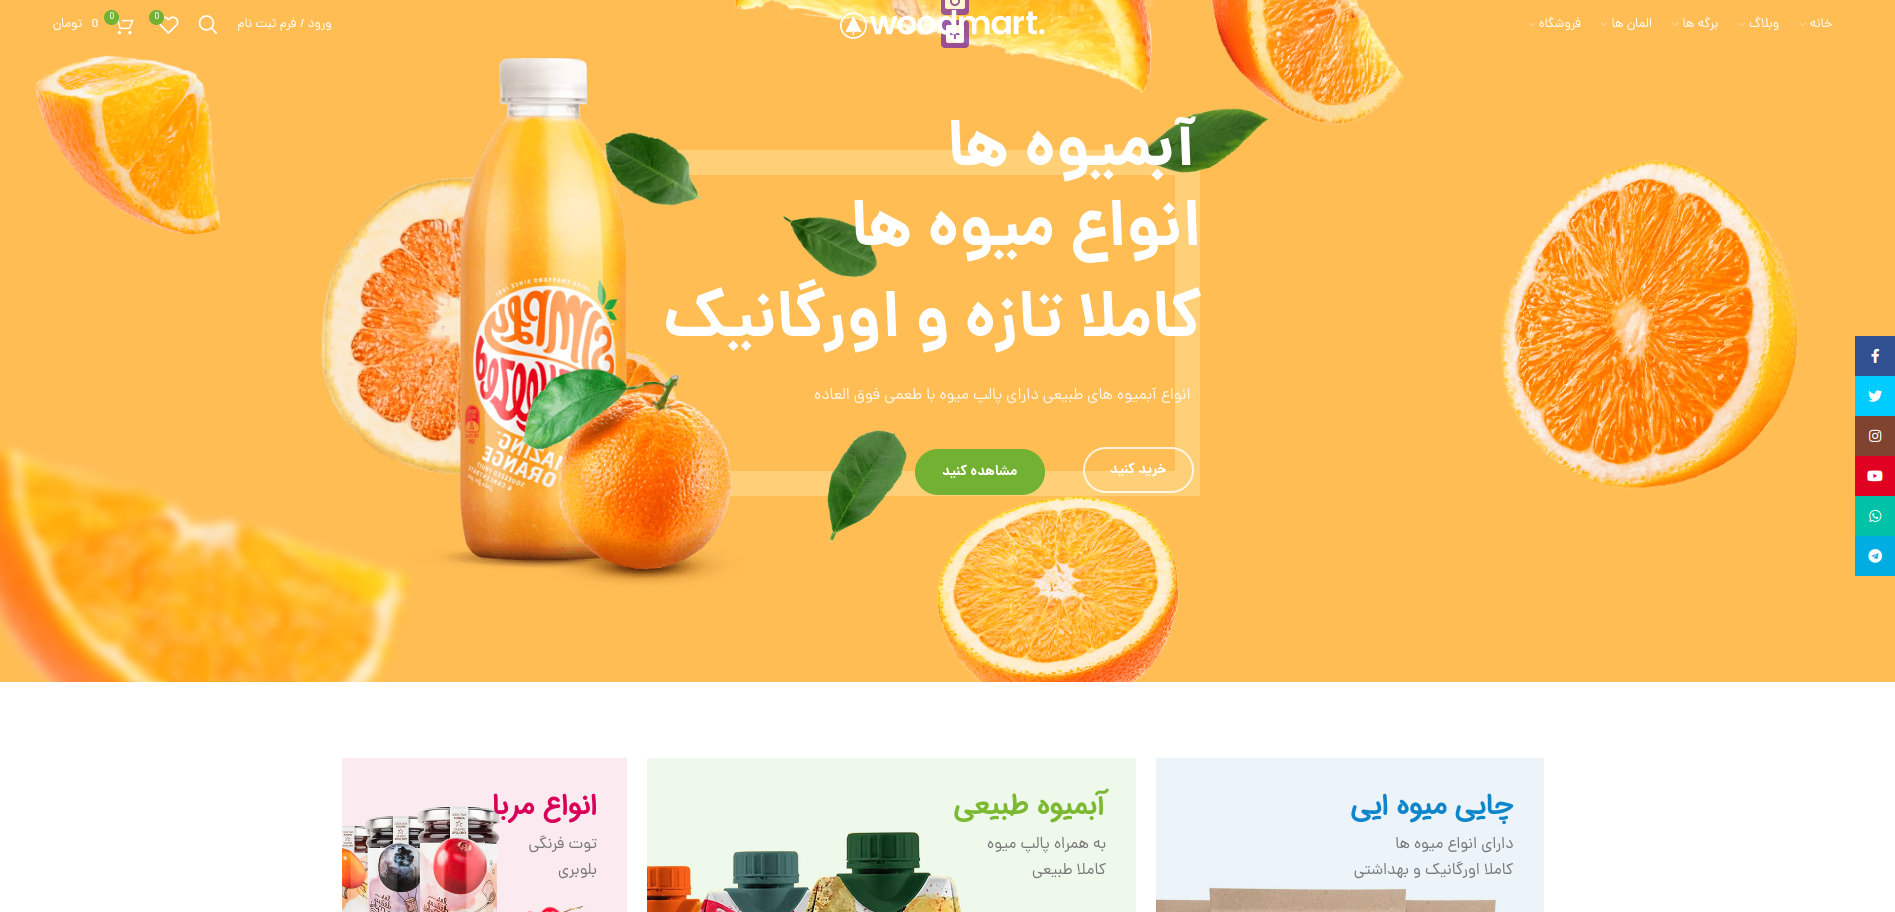 خانه
وبلاگ
برگه ها
المان ها
فروشگاه
woodmart.
ورود / فرم ثبت نام
0
0
0 تومان
آبمیوه ها
انواع میوه ها
کاملا تازه و اورگانیک
انواع آبمیوه های طبیعی دارای پالپ میوه با طعمی فوق العاده
خرید کنید
مشاهده کنید
چایی میوه ایی
دارای انواع میوه ها
کاملا اورگانیک و بهداشتی
آبمیوه طبیعی
به همراه پالپ میوه
کاملا طبیعی
انواع مربا
توت فرنگی
بلوبری